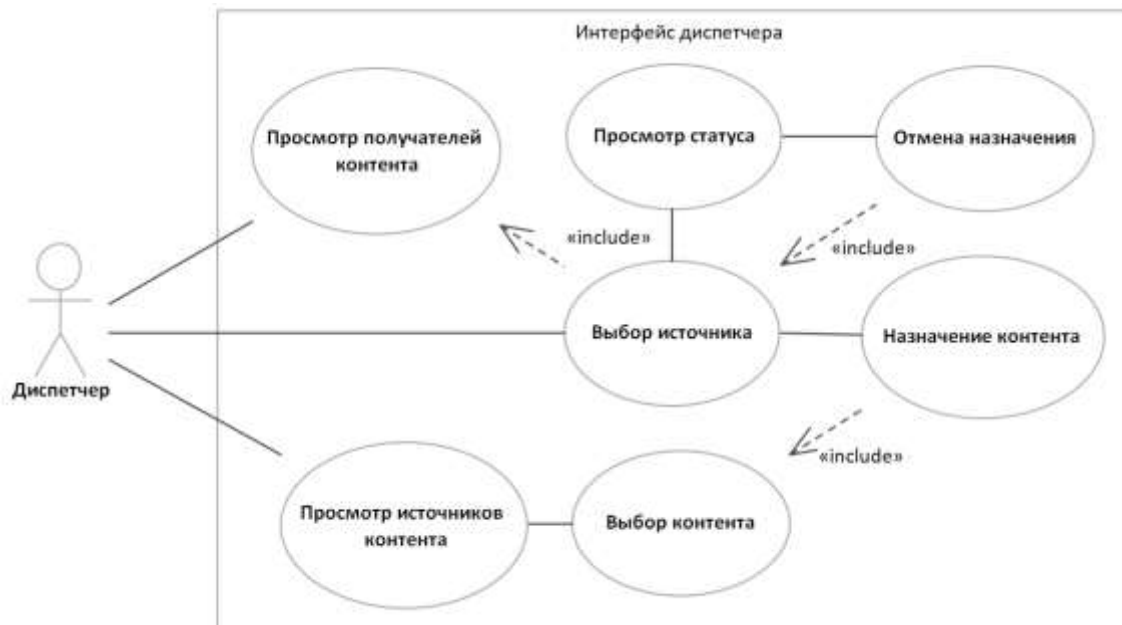 Интерфейс диспетчера
Просмотр получателей
контента
Просмотр статуса
Отмена назначения
«include»
«include»
Выбор источника
Назначение контента
Диспетчер
«include»
Просмотр источников
контента
Выбор контента